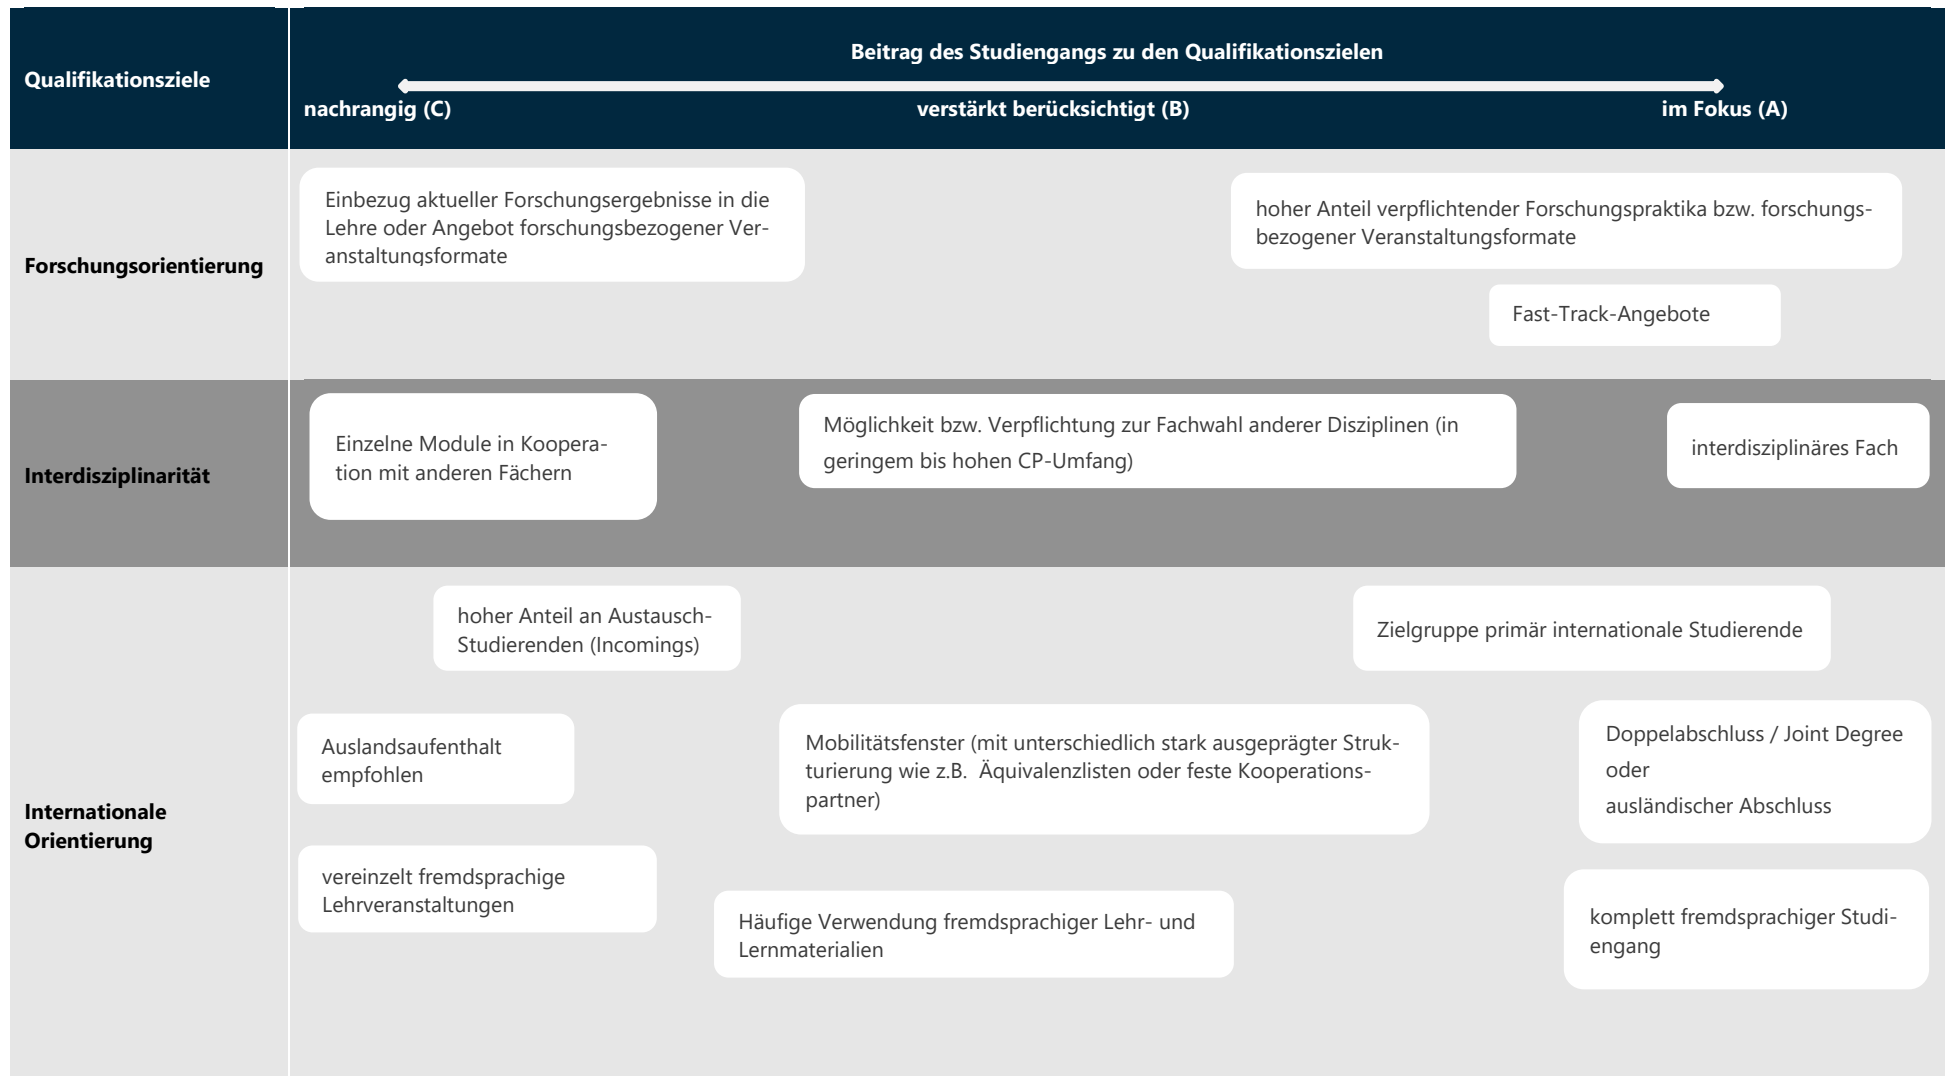 Qualifikationsziele
Beitrag des Studiengangs zu den Qualifikationszielen
nachrangig (C)
verstärkt berücksichtigt (B)
im Fokus (A)
Forschungsorientierung
Einbezug aktueller Forschungsergebnisse in die
Lehre oder Angebot forschungsbezogener Ver-
anstaltungsformate
hoher Anteil verpflichtender Forschungspraktika bzw. forschungs-
bezogener Veranstaltungsformate
Fast-Track-Angebote
Interdisziplinarität
Einzelne Module in Koopera-
tion mit anderen Fächern
Möglichkeit bzw. Verpflichtung zur Fachwahl anderer Disziplinen (in
geringem bis hohen CP-Umfang)
interdisziplinäres Fach
Internationale
Orientierung
hoher Anteil an Austausch-
Studierenden (Incomings)
Zielgruppe primär internationale Studierende
Auslandsaufenthalt
empfohlen
Mobilitätsfenster (mit unterschiedlich stark ausgeprägter Struk-
turierung wie z.B.  Äquivalenzlisten oder feste Kooperations-
partner)
Doppelabschluss / Joint Degree
oder
ausländischer Abschluss
vereinzelt fremdsprachige
Lehrveranstaltungen
Häufige Verwendung fremdsprachiger Lehr- und
Lernmaterialien
komplett fremdsprachiger Studi-
engang